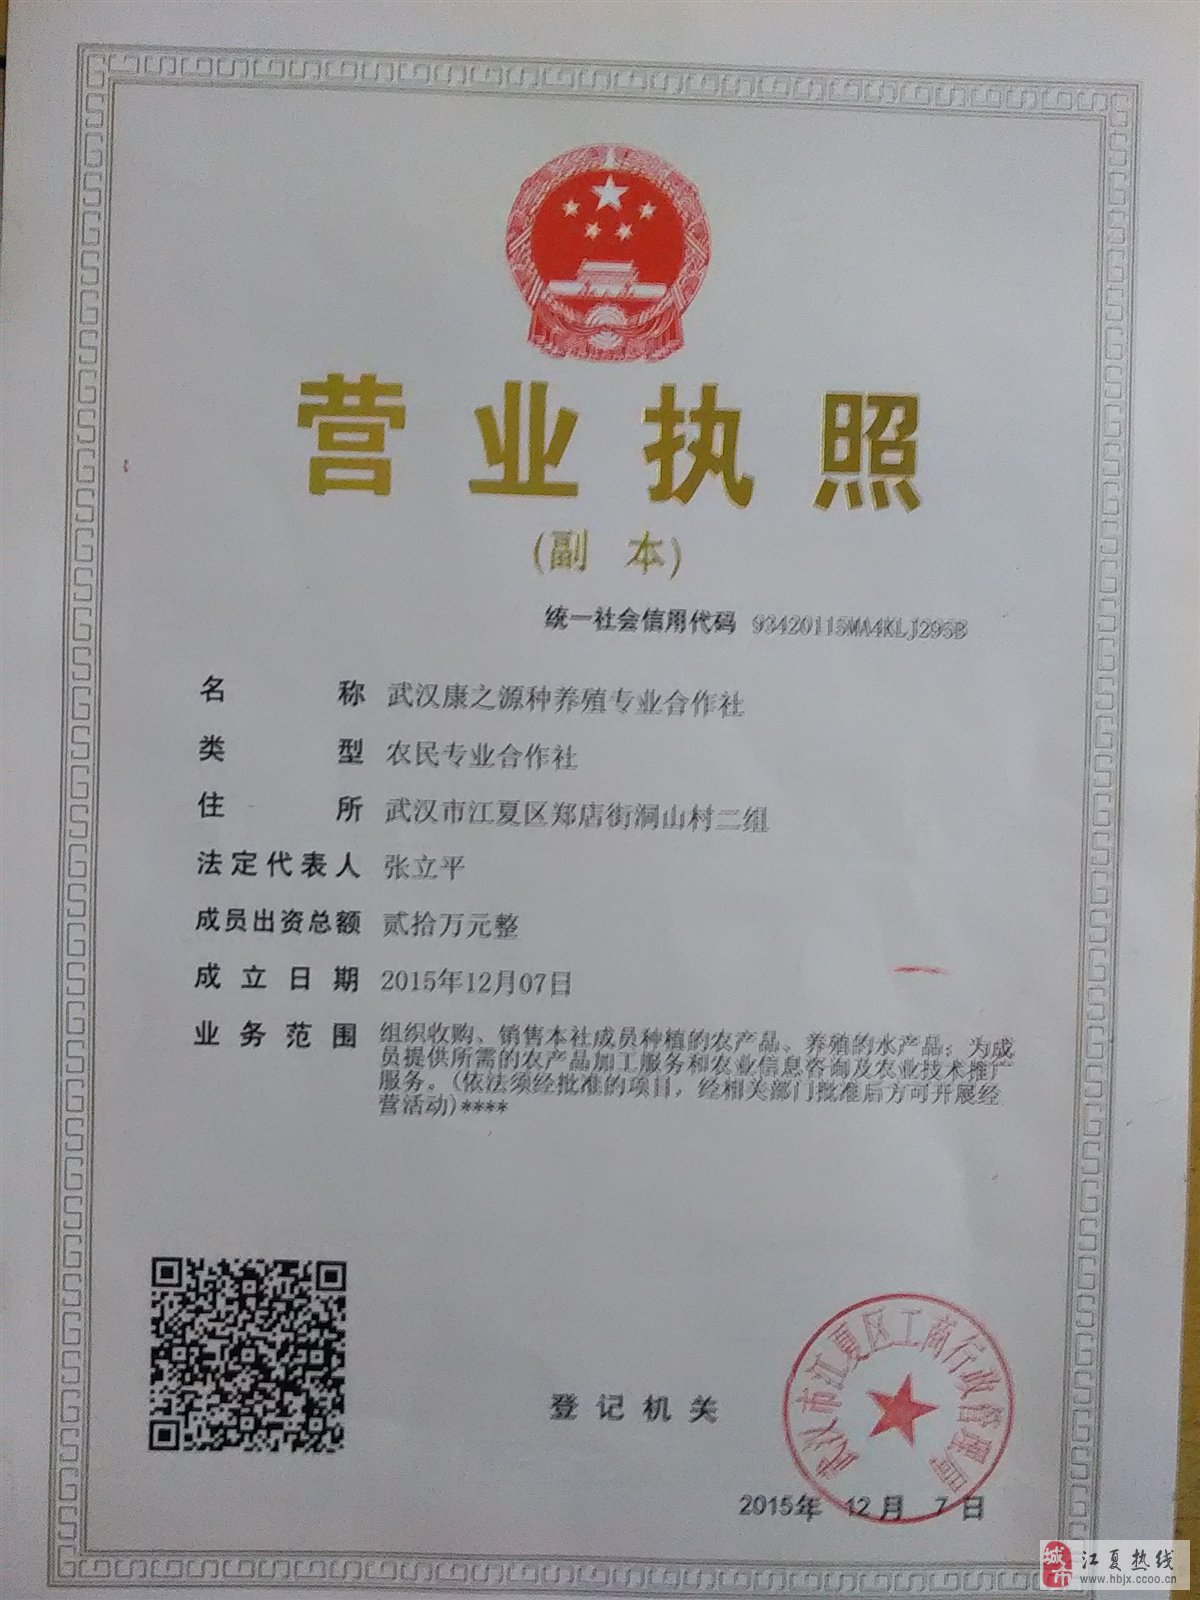 营业执照
(副 本)
统一社会信用代码 93420115MA4KLJ295B
名称 武汉康之源种养殖专业合作社
类型 农民专业合作社
住所 武汉市江夏区郑店街洞山村二组
法定代表人 张立平
成员出资总额 贰拾万元整
成立日期 2015年12月07日
业务范围 组织收购、销售本社成员种植的农产品、养殖的水产品；为成
员提供所需的农产品加工服务和农业信息咨询及农业技术推广
服务。(依法须经批准的项目，经相关部门批准后方可开展经
营活动)****
武汉市江夏区工商行政管理局
登记机关
2015年 12月 7日
城市
江夏热线
www.hbjx.ccoo.cn